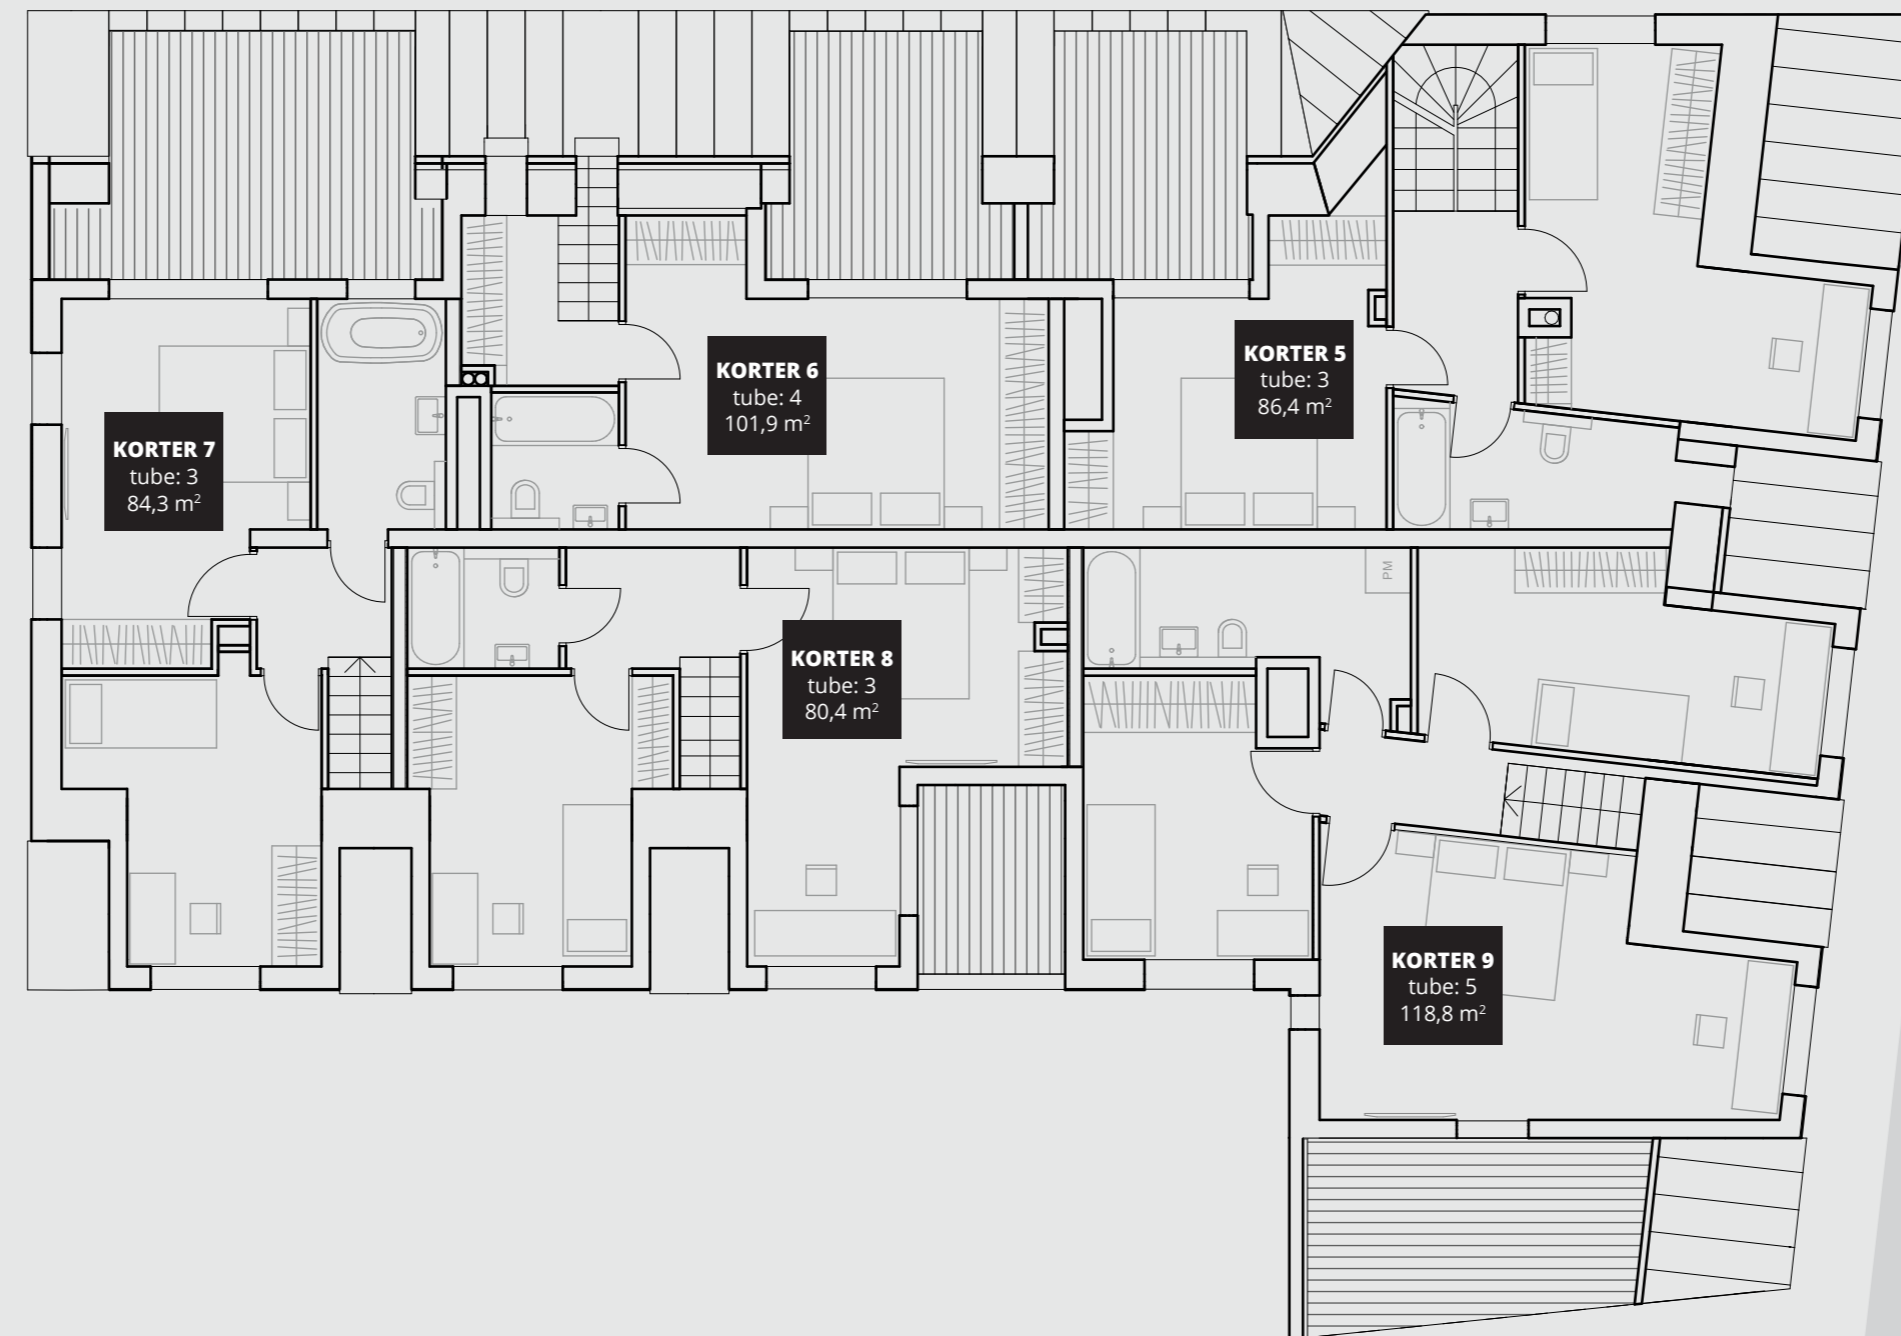 KORTER 5
tube: 3
86,4 m²
KORTER 6
tube: 4
101,9 m²
KORTER 7
tube: 3
84,3 m²
PM
KORTER 8
tube: 3
80,4 m²
KORTER 9
tube: 5
118,8 m²